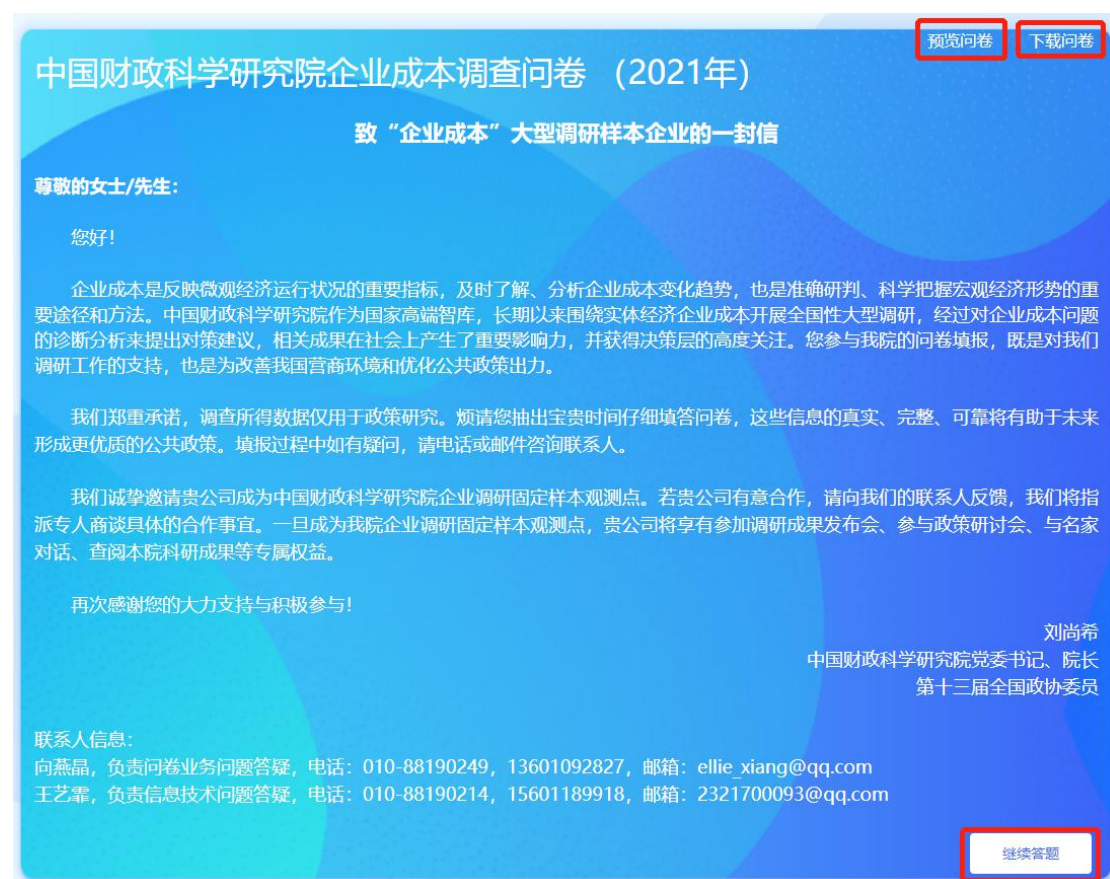 预览问卷 下载问卷
中国财政科学研究院企业成本调查问卷 （2021年）
致“企业成本”大型调研样本企业的一封信
尊敬的女士/先生：
您好！
企业成本是反映微观经济运行状况的重要指标，及时了解、分析企业成本变化趋势，也是准确研判、科学把握宏观经济形势的重
要途径和方法。中国财政科学研究院作为国家高端智库，长期以来围绕实体经济企业成本开展全国性大型调研，经过对企业成本问题
的诊断分析来提出对策建议，相关成果在社会上产生了重要影响力，并获得决策层的高度关注。您参与我院的问卷填报，既是对我们
调研工作的支持，也是为改善我国营商环境和优化公共政策出力。
我们郑重承诺，调查所得数据仅用于政策研究。烦请您抽出宝贵时间仔细填答问卷，这些信息的真实、完整、可靠将有助于未来
形成更优质的公共政策。填报过程中如有疑问，请电话或邮件咨询联系人。
我们诚挚邀请贵公司成为中国财政科学研究院企业调研固定样本观测点。若贵公司有意合作，请向我们的联系人反馈，我们将指
派专人商谈具体的合作事宜。一旦成为我院企业调研固定样本观测点，贵公司将享有参加调研成果发布会、参与政策研讨会、与名家
对话、查阅本院科研成果等专属权益。
再次感谢您的大力支持与积极参与！
刘尚希
中国财政科学研究院党委书记、院长
第十三届全国政协委员
联系人信息：
向燕晶，负责问卷业务问题答疑，电话：010-88190249，13601092827，邮箱：ellie_xiang@qq.com
王艺霏，负责信息技术问题答疑，电话：010-88190214，15601189918，邮箱：2321700093@qq.com
继续答题